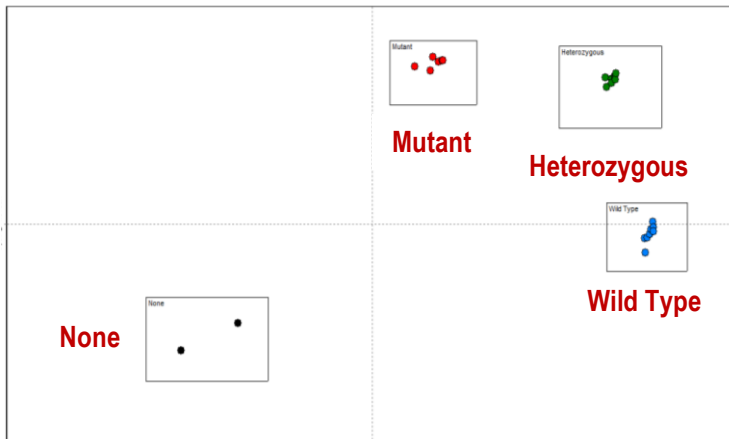 Mutant
Heterozygous
Mutant
Heterozygous
Wild Type
Wild Type
None
None